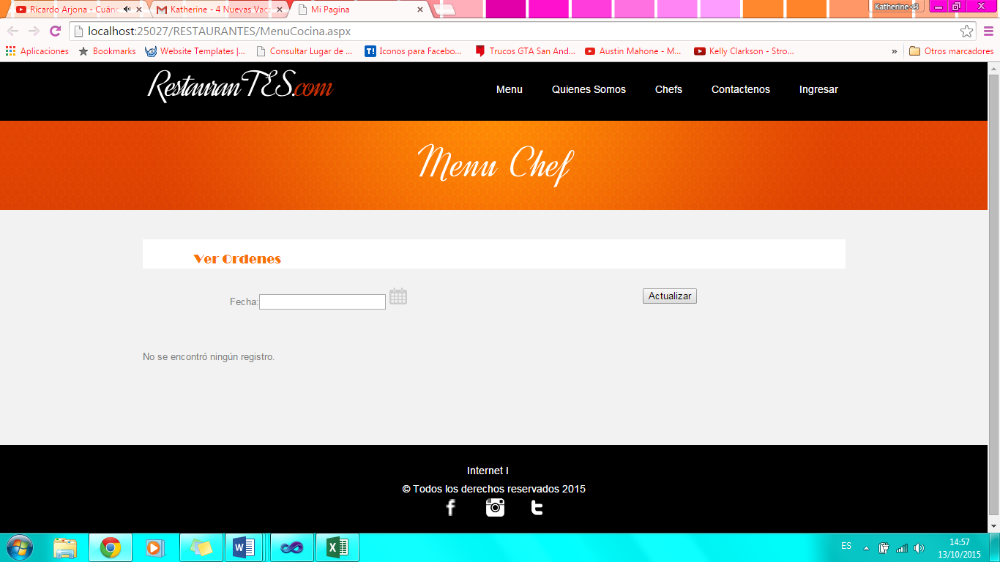 Ricardo Arjona - Cuánc
Katherine - 4 Nuevas Vaca
Mi Pagina
Katherine<3
localhost:25027/RESTAURANTES/MenuCocina.aspx
Aplicaciones
Bookmarks
Website Templates |...
Consultar Lugar de ...
T!
Iconos para Facebo...
Trucos GTA San And...
Austin Mahone - M...
Kelly Clarkson - Stro...
»
Otros marcadores
RestauranTES.com
Menu
Quienes Somos
Chefs
Contactenos
Ingresar
Menu Chef
Ver Ordenes
Fecha:
Actualizar
No se encontró ningún registro.
Internet I
© Todos los derechos reservados 2015
ES
14:57
13/10/2015